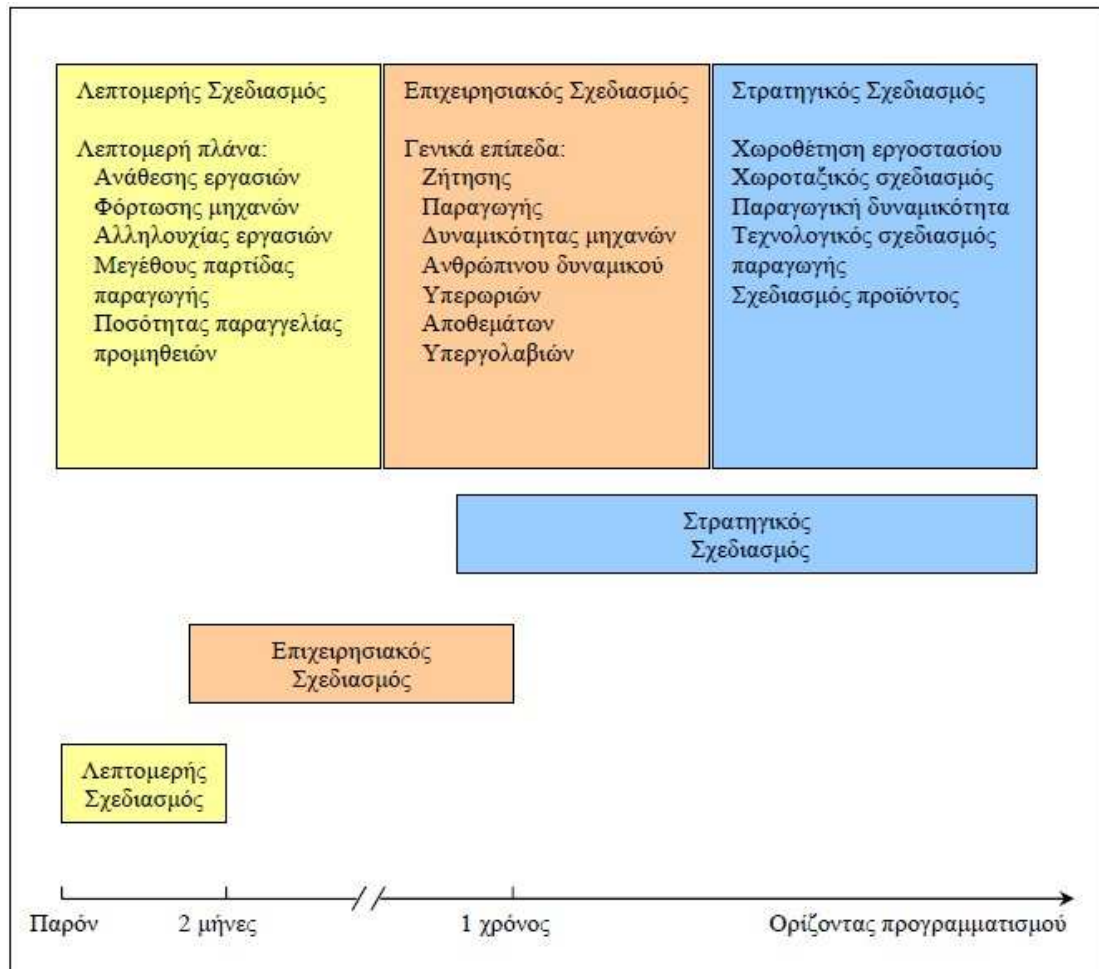 Λεπτομερής Σχεδιασμός
Λεπτομερή πλάνα:
Ανάθεσης εργασιών
Φόρτωσης μηχανών
Αλληλουχίας εργασιών
Μεγέθους παρτίδας
παραγωγής
Ποσότητας παραγγελίας
προμηθειών
Επιχειρησιακός Σχεδιασμός
Γενικά επίπεδα:
Ζήτησης
Παραγωγής
Δυναμικότητας μηχανών
Ανθρώπινου δυναμικού
Υπερωριών
Αποθεμάτων
Υπεργολαβιών
Στρατηγικός Σχεδιασμός
Χωροθέτηση εργοστασίου
Χωροταξικός σχεδιασμός
Παραγωγική δυναμικότητα
Τεχνολογικός σχεδιασμός
παραγωγής
Σχεδιασμός προϊόντος
Στρατηγικός
Σχεδιασμός
Επιχειρησιακός
Σχεδιασμός
Λεπτομερής
Σχεδιασμός
Παρόν
2 μήνες
1 χρόνος
Ορίζοντας προγραμματισμού